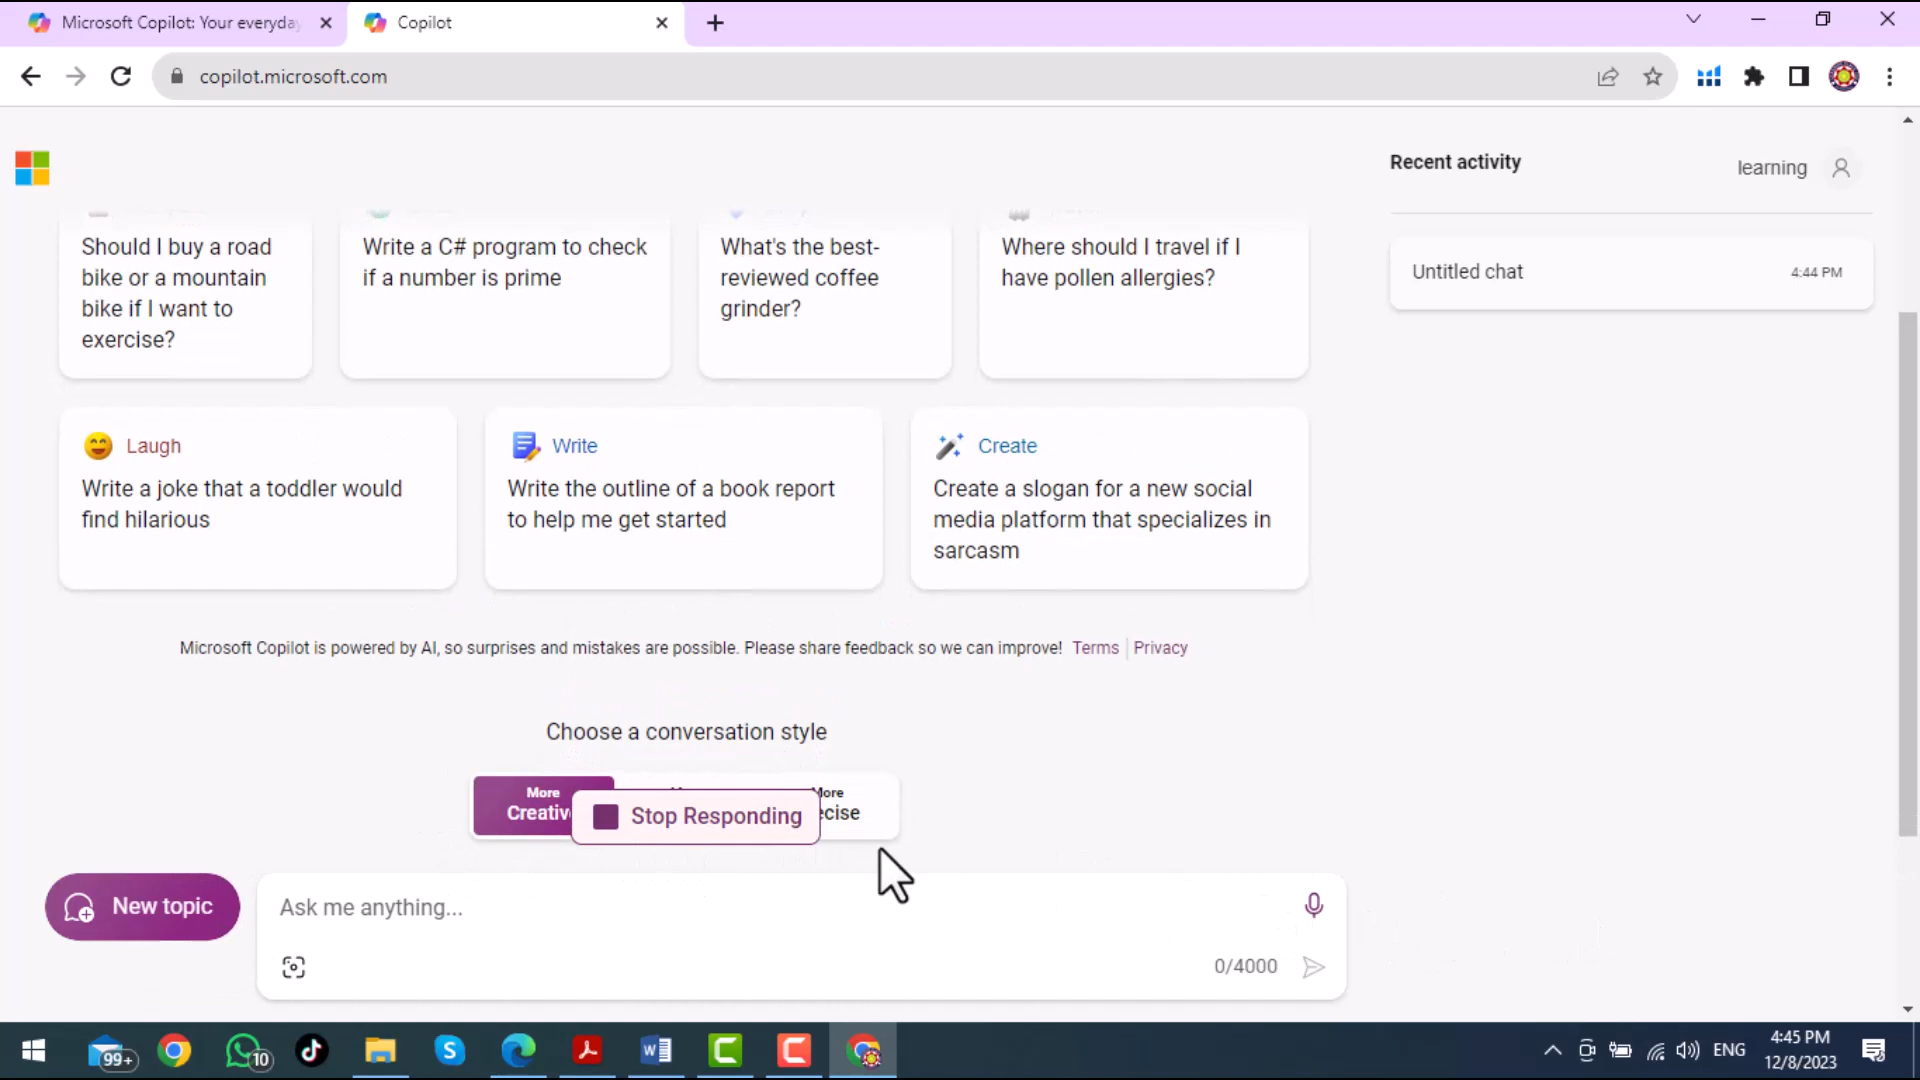 Microsoft Copilot: Your everyday
Copilot
copilot.microsoft.com
Recent activity
learning
Should I buy a road
bike or a mountain
bike if I want to
exercise?
Write a C# program to check
if a number is prime
What's the best-
reviewed coffee
grinder?
Where should I travel if I
have pollen allergies?
Untitled chat
4:44 PM
Laugh
Write a joke that a toddler would
find hilarious
Write
Write the outline of a book report
to help me get started
Create
Create a slogan for a new social
media platform that specializes in
sarcasm
Microsoft Copilot is powered by AI, so surprises and mistakes are possible. Please share feedback so we can improve! Terms Privacy
Choose a conversation style
More
Creativ
Stop Responding
More
ecise
New topic
Ask me anything...
0/4000
99+
10
ENG
4:45 PM
12/8/2023